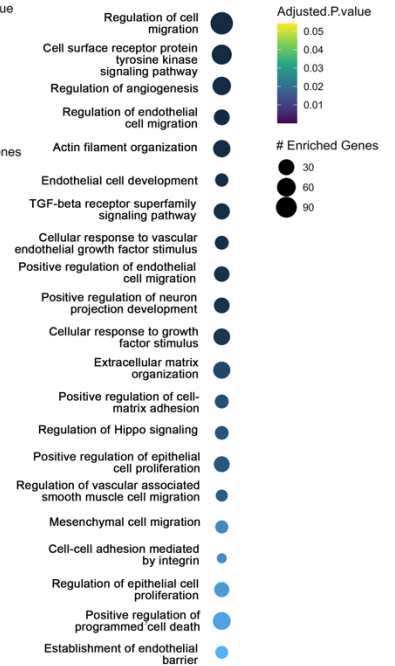 ue
Regulation of cell
migration
Cell surface receptor protein
tyrosine kinase
signaling pathway
Regulation of angiogenesis
Regulation of endothelial
cell migration
enes
Actin filament organization
Endothelial cell development
TGF-beta receptor superfamily
signaling pathway
Cellular response to vascular
endothelial growth factor stimulus
Positive regulation of endothelial
cell migration
Positive regulation of neuron
projection development
Cellular response to growth
factor stimulus
Extracellular matrix
organization
Positive regulation of cell-
matrix adhesion
Regulation of Hippo signaling
Positive regulation of epithelial
cell proliferation
Regulation of vascular associated
smooth muscle cell migration
Mesenchymal cell migration
Cell-cell adhesion mediated
by integrin
Regulation of epithelial cell
proliferation
Positive regulation of
programmed cell death
Establishment of endothelial
barrier
Adjusted.P.value
0.05
0.04
0.03
0.02
0.01
# Enriched Genes
30
60
90